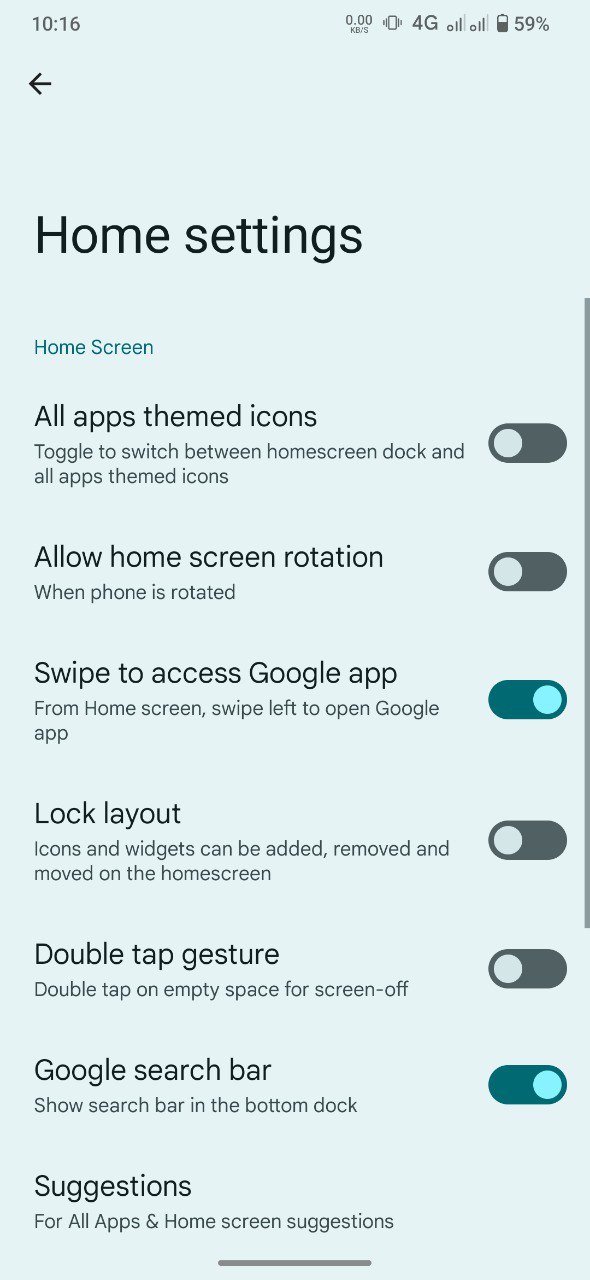 10:16
0.00
KB/S
4G
59%
Home settings
Home Screen
All apps themed icons
Toggle to switch between homescreen dock and
all apps themed icons
Allow home screen rotation
When phone is rotated
Swipe to access Google app
From Home screen, swipe left to open Google
app
Lock layout
Icons and widgets can be added, removed and
moved on the homescreen
Double tap gesture
Double tap on empty space for screen-off
Google search bar
Show search bar in the bottom dock
Suggestions
For All Apps & Home screen suggestions